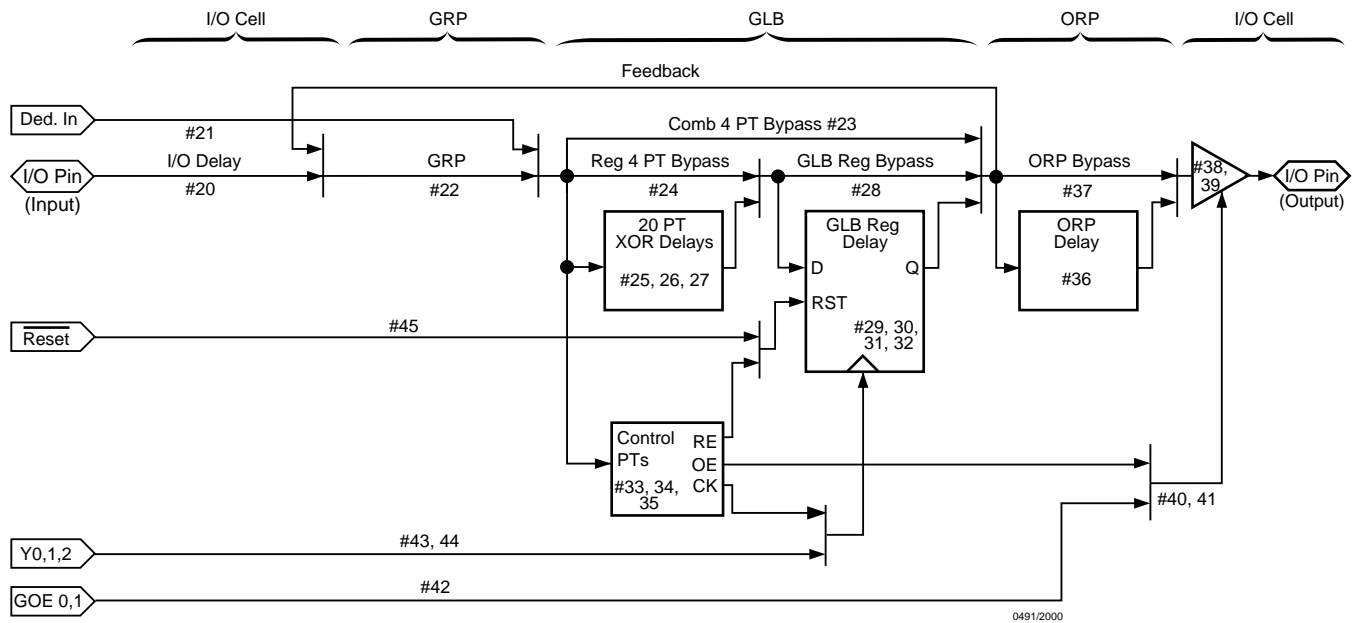 I/O Cell
GRP
GLB
ORP
I/O Cell
Feedback
Ded. In
#21
Comb 4 PT Bypass #23
I/O Pin
(Input)
I/O Delay
#20
GRP
#22
Reg 4 PT Bypass
#24
GLB Reg Bypass
#28
ORP Bypass
#37
#38,
39
I/O Pin
(Output)
20 PT
XOR Delays
#25, 26, 27
GLB Reg
Delay
D
Q
RST
#29, 30,
31, 32
ORP
Delay
#36
Reset
#45
Control
PTs
#33, 34,
35
RE
OE
CK
#40, 41
Y0,1,2
#43, 44
GOE 0,1
#42
0491/2000